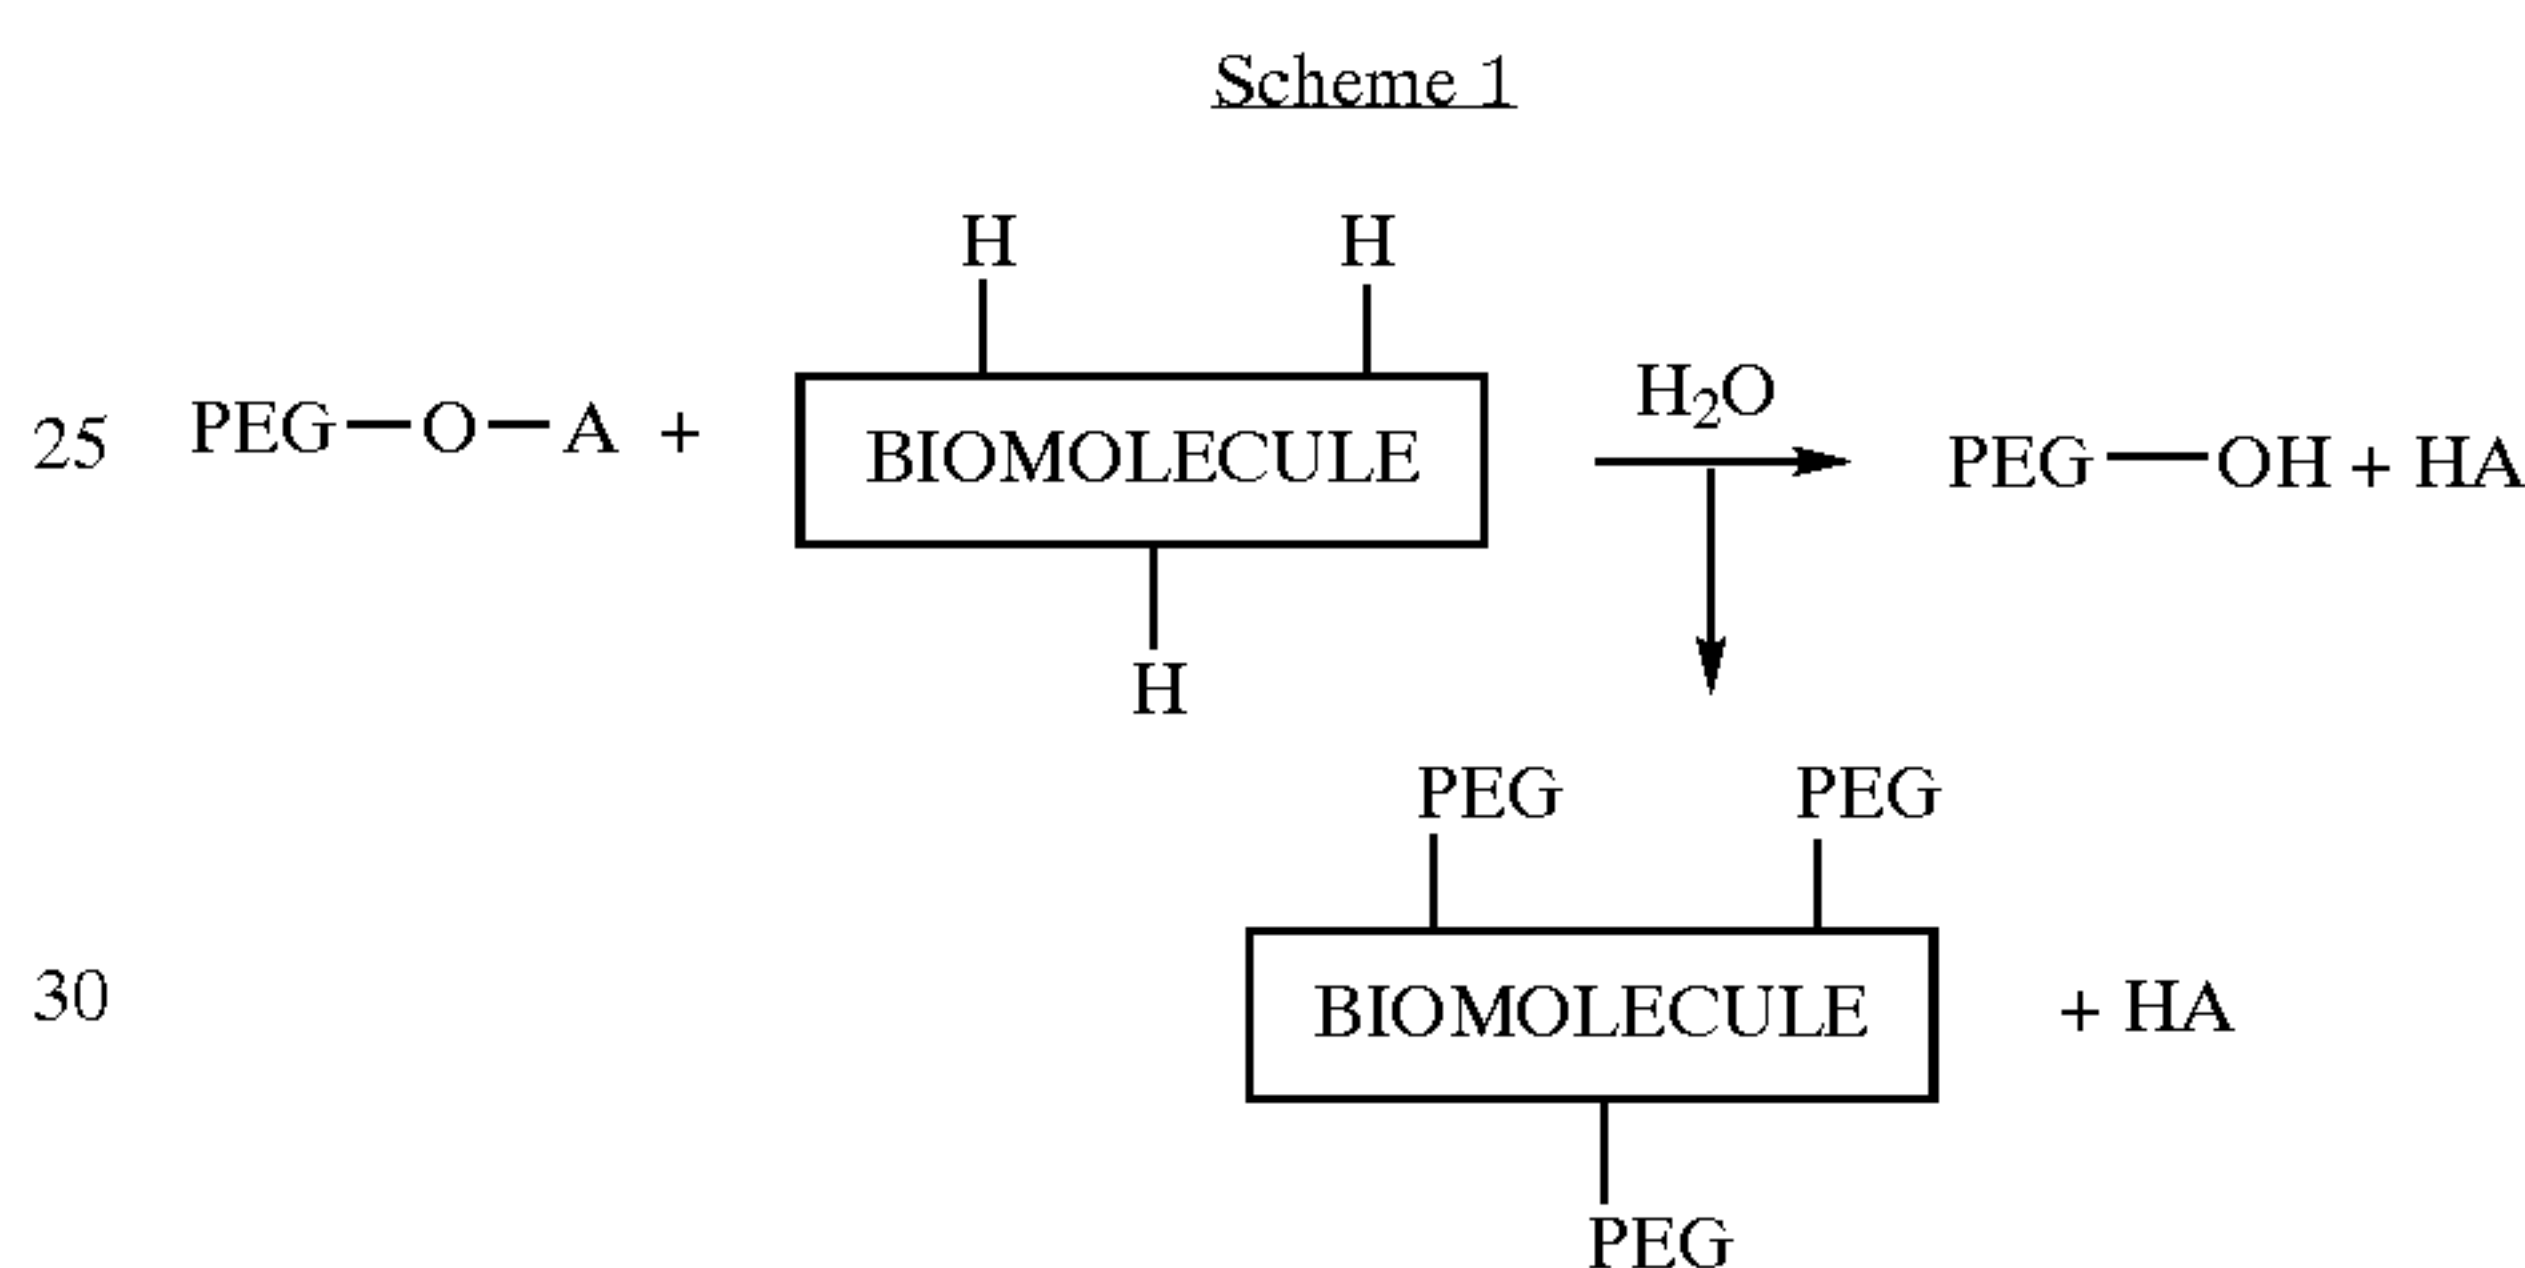 Scheme 1
H H
25 PEG—O—A + BIOMOLECULE H₂O PEG—OH + HA
H
PEG PEG
30 BIOMOLECULE + HA
PEG